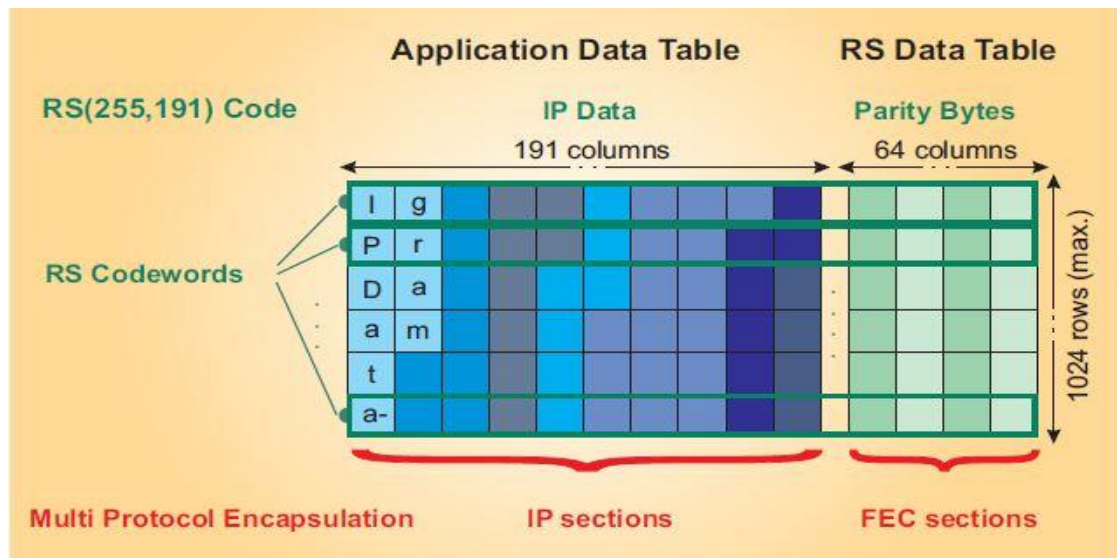 Application Data Table RS Data Table
RS(255,191) Code IP Data Parity Bytes
191 columns 64 columns
I g
P r
RS Codewords
D a
a m
t
a-
1024 rows (max.)
Multi Protocol Encapsulation IP sections FEC sections